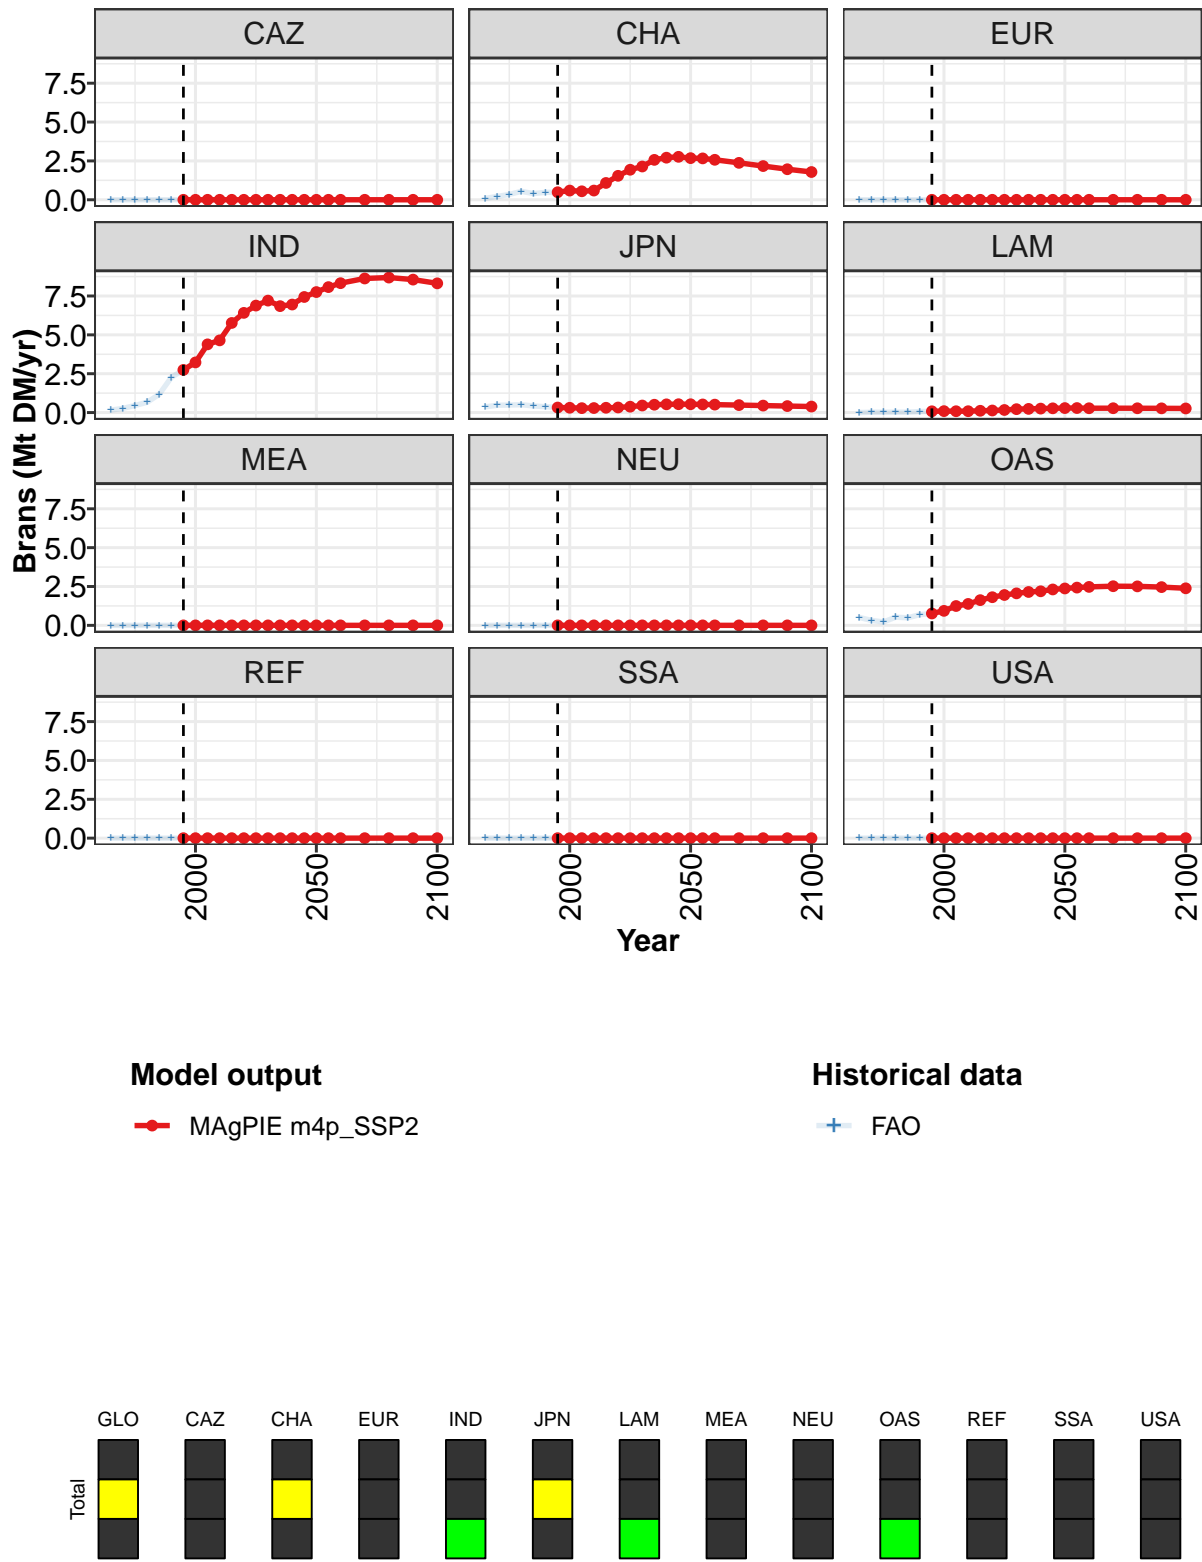 CAZ CHA EUR
7.5
5.0
2.5
0.0
IND JPN LAM
7.5
5.0
2.5
0.0
MEA NEU OAS
7.5
5.0
2.5
0.0
REF SSA USA
7.5
5.0
2.5
0.0
Brans (Mt DM/yr)
2000 2050 2100 2000 2050 2100 2000 2050 2100
Year
Model output Historical data
MAgPIE m4p_SSP2 FAO
GLO CAZ CHA EUR IND JPN LAM MEA NEU OAS REF SSA USA
Total